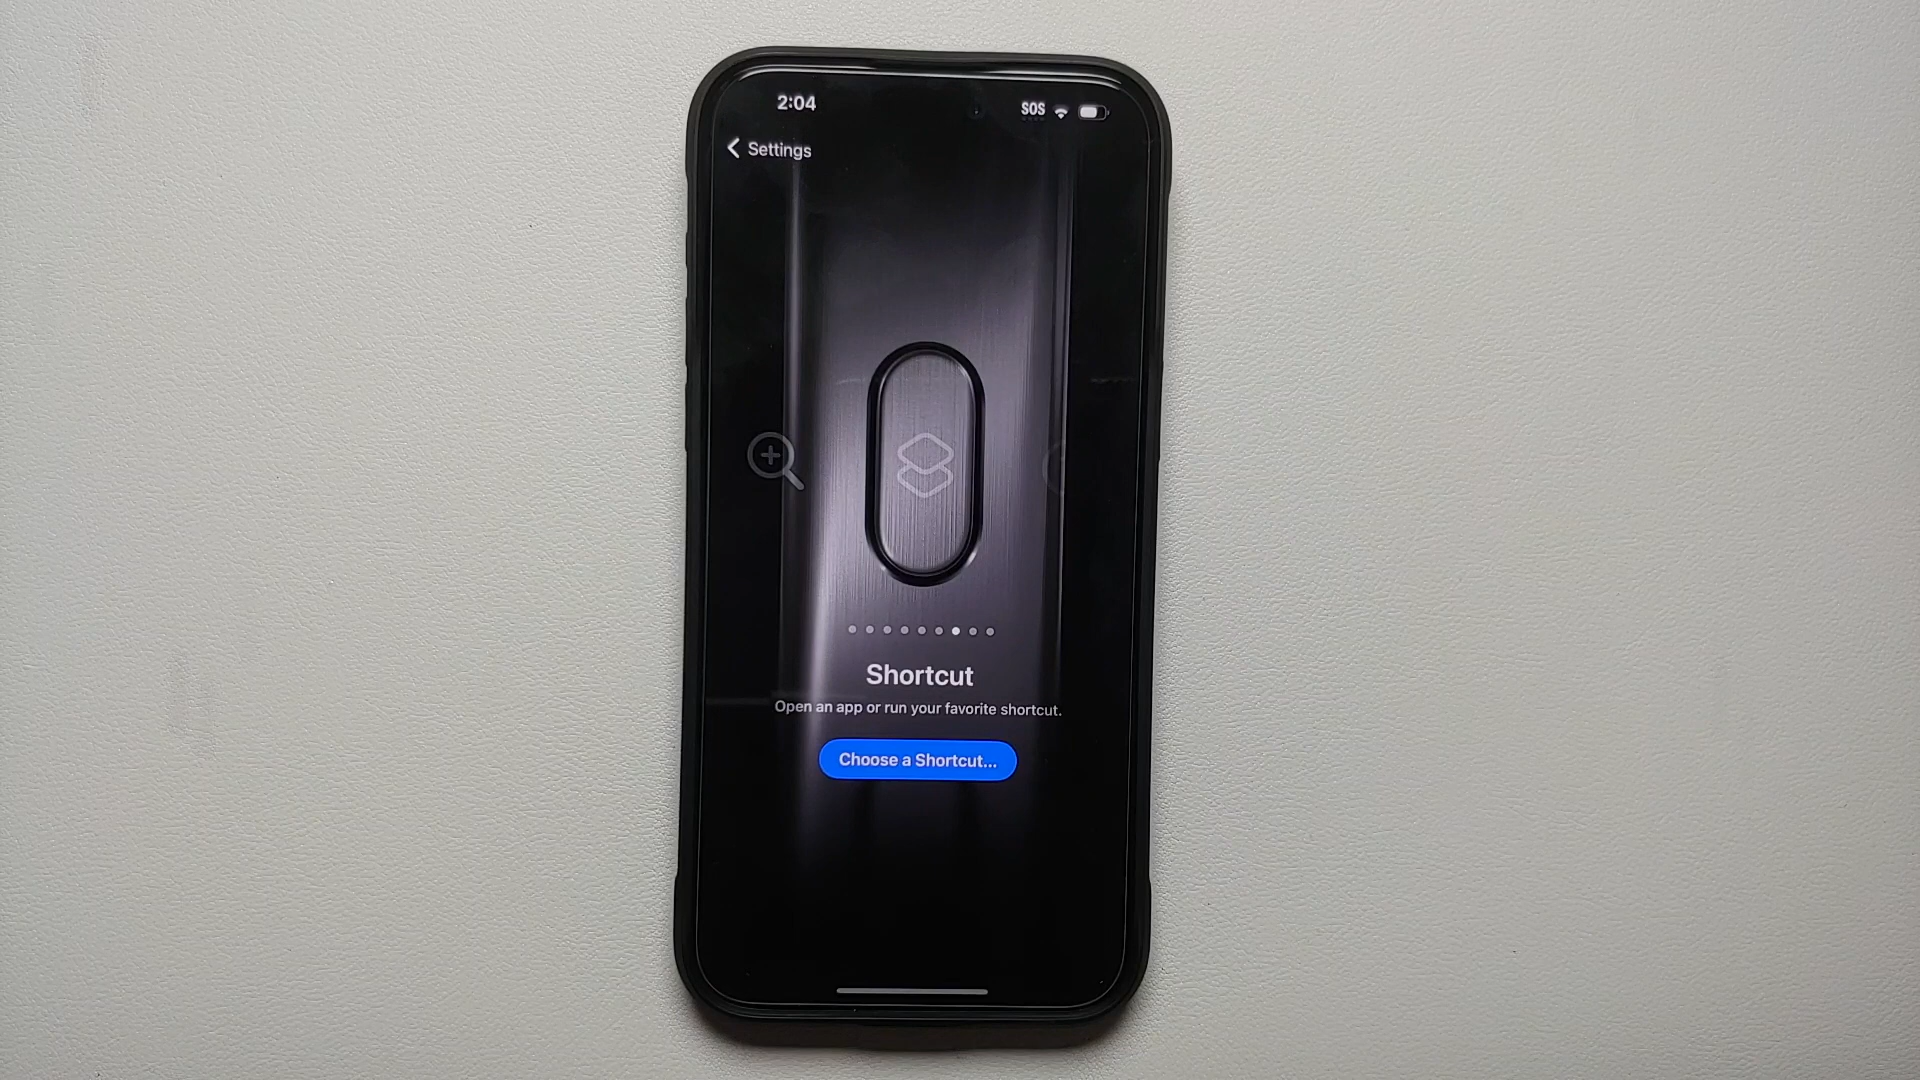 2:04
SOS
Settings
Shortcut
Open an app or run your favorite shortcut.
Choose a Shortcut...